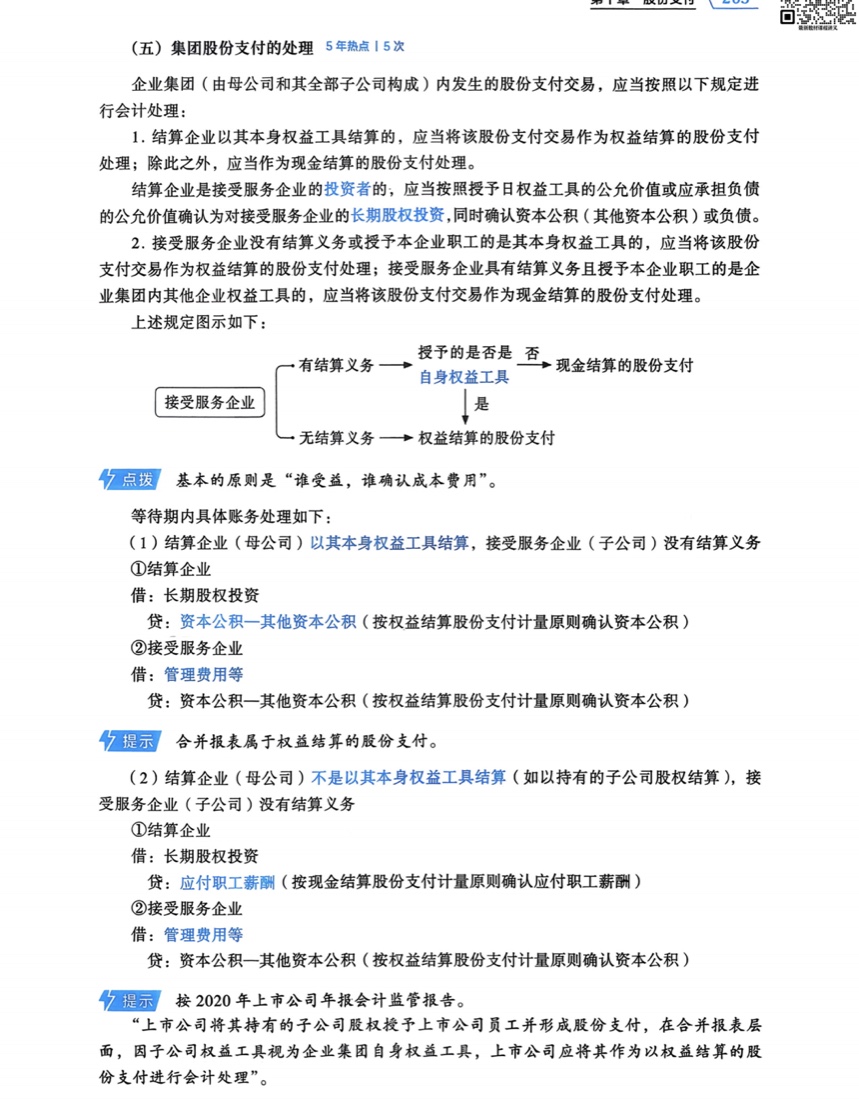 （五）集团股份支付的处理 5年热点丨5次
企业集团（由母公司和其全部子公司构成）内发生的股份支付交易，应当按照以下规定进
行会计处理：
1. 结算企业以其本身权益工具结算的，应当将该股份支付交易作为权益结算的股份支付
处理；除此之外，应当作为现金结算的股份支付处理。
结算企业是接受服务企业的投资者的，应当按照授予日权益工具的公允价值或应承担负债
的公允价值确认为对接受服务企业的长期股权投资，同时确认资本公积（其他资本公积）或负债。
2. 接受服务企业没有结算义务或授予本企业职工的是其本身权益工具的，应当将该股份
支付交易作为权益结算的股份支付处理；接受服务企业具有结算义务且授予本企业职工的是企
业集团内其他企业权益工具的，应当将该股份支付交易作为现金结算的股份支付处理。
上述规定图示如下：
接受服务企业
有结算义务
授予的是否是
自身权益工具
否
现金结算的股份支付
是
无结算义务
权益结算的股份支付
点拨 基本的原则是“谁受益，谁确认成本费用”。
等待期内具体账务处理如下：
（1）结算企业（母公司）以其本身权益工具结算，接受服务企业（子公司）没有结算义务
①结算企业
借：长期股权投资
贷：资本公积—其他资本公积（按权益结算股份支付计量原则确认资本公积）
②接受服务企业
借：管理费用等
贷：资本公积—其他资本公积（按权益结算股份支付计量原则确认资本公积）
提示 合并报表属于权益结算的股份支付。
（2）结算企业（母公司）不是以其本身权益工具结算（如以持有的子公司股权结算），接
受服务企业（子公司）没有结算义务
①结算企业
借：长期股权投资
贷：应付职工薪酬（按现金结算股份支付计量原则确认应付职工薪酬）
②接受服务企业
借：管理费用等
贷：资本公积—其他资本公积（按权益结算股份支付计量原则确认资本公积）
提示 按2020年上市公司年报会计监管报告。
“上市公司将其持有的子公司股权授予上市公司员工并形成股份支付，在合并报表层
面，因子公司权益工具视为企业集团自身权益工具，上市公司应将其作为以权益结算的股
份支付进行会计处理”。